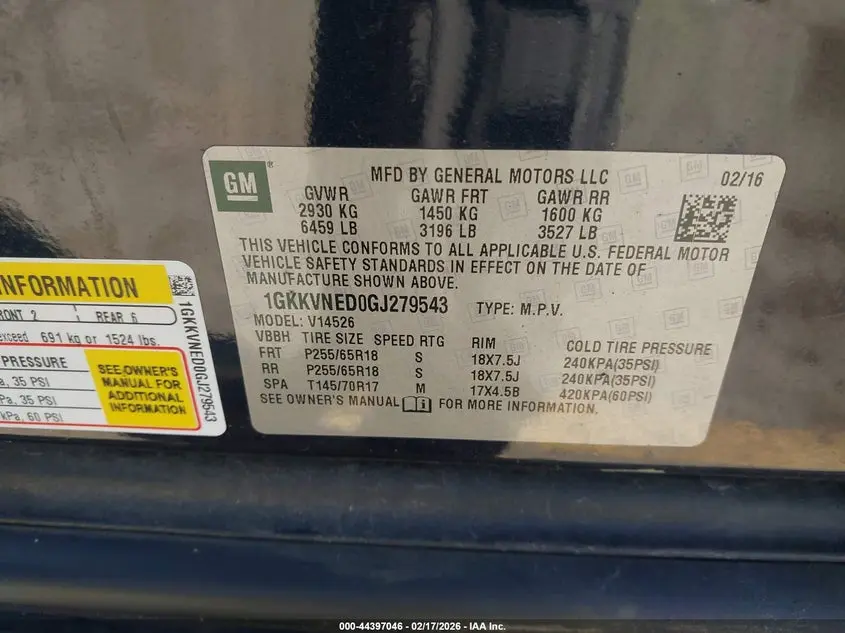 GM
®
MFD BY GENERAL MOTORS LLC
02/16
GVWR GAWR FRT GAWR RR
2930 KG 1450 KG 1600 KG
6459 LB 3196 LB 3527 LB
THIS VEHICLE CONFORMS TO ALL APPLICABLE U.S. FEDERAL MOTOR
VEHICLE SAFETY STANDARDS IN EFFECT ON THE DATE OF
MANUFACTURE SHOWN ABOVE.
1GKKVNED0GJ279543 TYPE: M.P.V.
MODEL: V14526
VBBH TIRE SIZE SPEED RTG RIM COLD TIRE PRESSURE
FRT P255/65R18 S 18X7.5J 240KPA(35PSI)
RR P255/65R18 S 18X7.5J 240KPA(35PSI)
SPA T145/70R17 M 17X4.5B 420KPA(60PSI)
SEE OWNER'S MANUAL FOR MORE INFORMATION.
INFORMATION
FRONT 2 REAR 6
exceed 691 kg or 1524 lbs.
PRESSURE
a, 35 PSI
Pa, 35 PSI
kPa, 60 PSI
SEE OWNER'S
MANUAL FOR
ADDITIONAL
INFORMATION
1GKKVNED0GJ279543
000-44397046 - 02/17/2026 - IAA Inc.